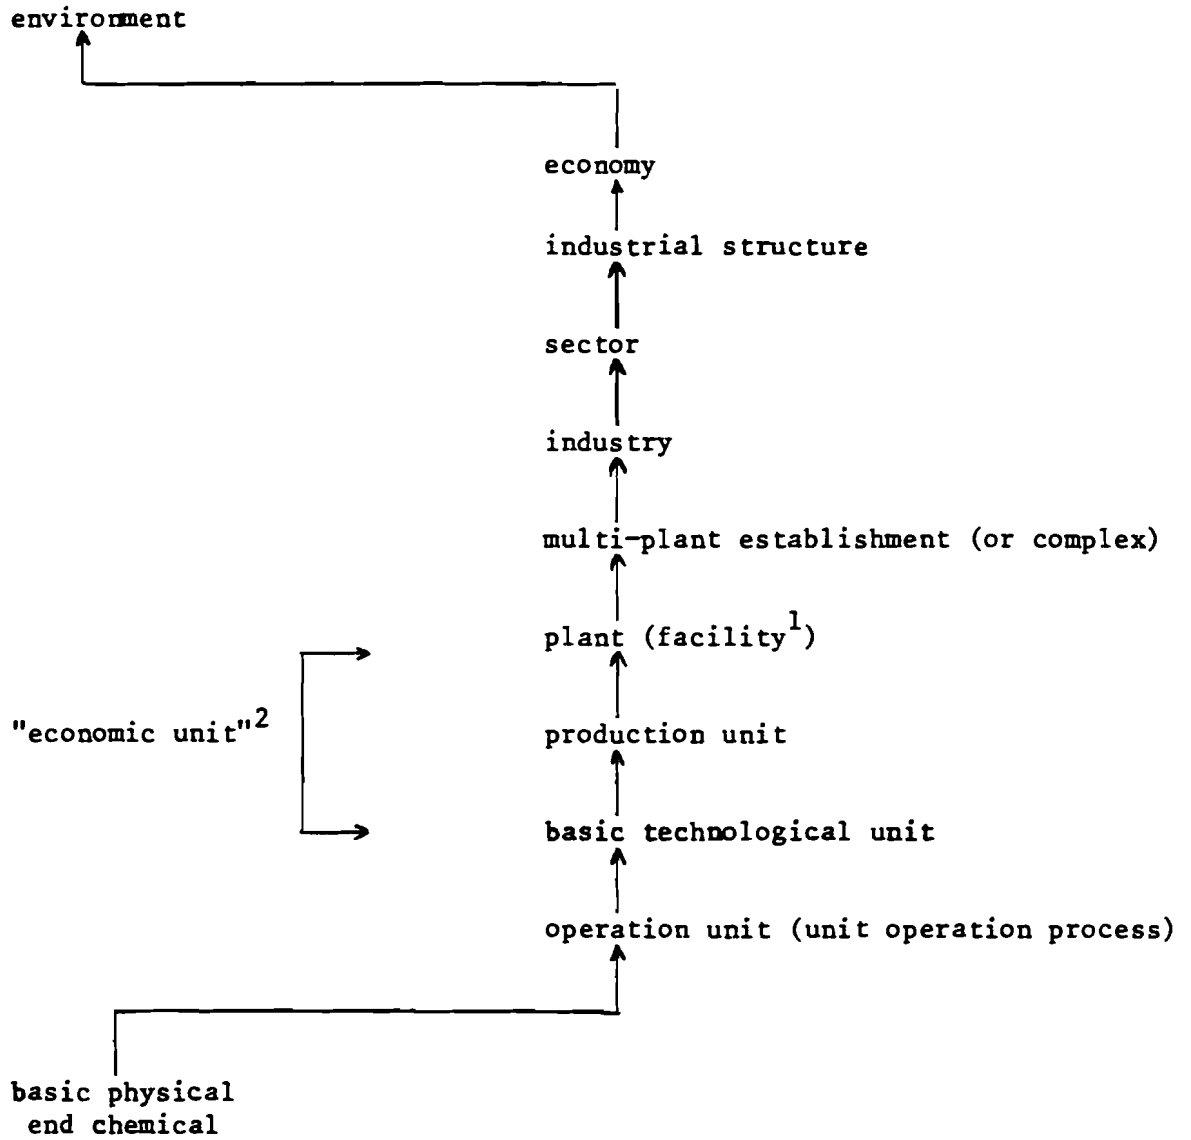 environment
economy
industrial structure
sector
industry
multi-plant establishment (or complex)
plant (facility1)
"economic unit"2
production unit
basic technological unit
operation unit (unit operation process)
basic physical
end chemical